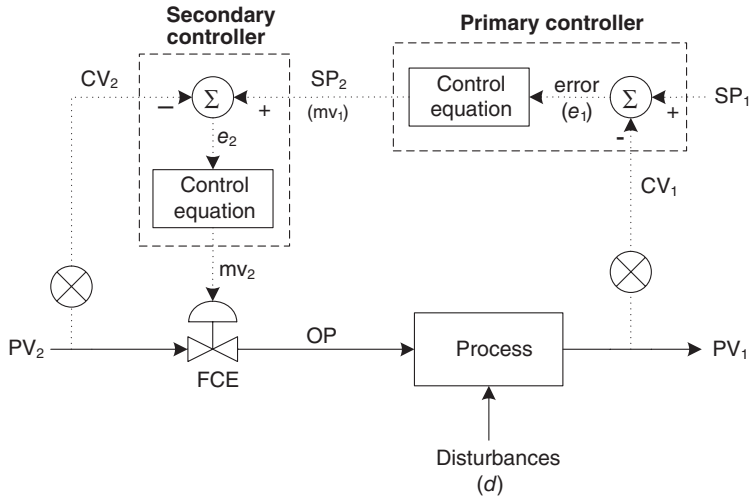 Secondary
controller
Primary controller
CV₂
–
Σ
+
SP₂
(mv₁)
Control
equation
error
(e₁)
Σ
+
SP₁
-
e₂
CV₁
Control
equation
mv₂
PV₂
OP
Process
PV₁
FCE
Disturbances
(d)